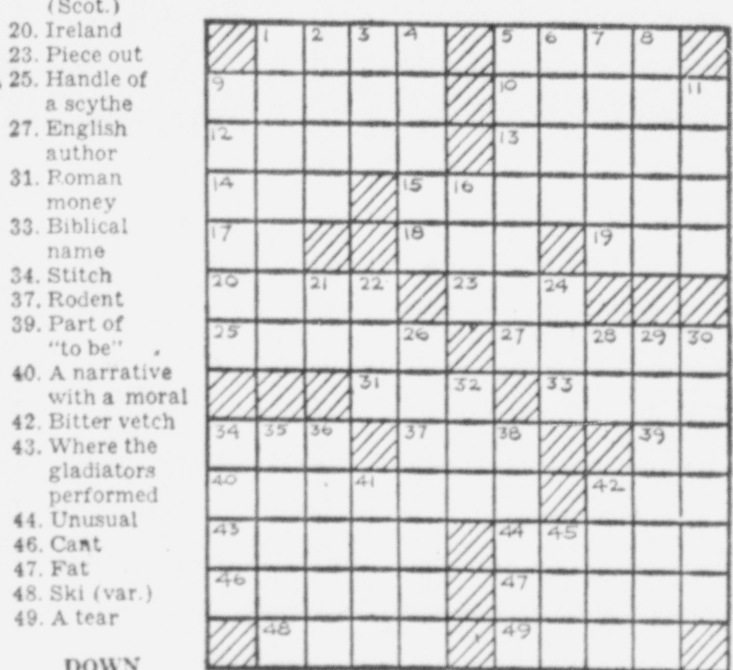 (Scot.)
20. Ireland
23. Piece out
25. Handle of
a scythe
27. English
author
31. Roman
money
33. Biblical
name
34. Stitch
37. Rodent
39. Part of
"to be"
40. A narrative
with a moral
42. Bitter vetch
43. Where the
gladiators
performed
44. Unusual
46. Cant
47. Fat
48. Ski (var.)
49. A tear
DOWN
1 2 3 4 5 6 7 8
9 10 11
12 13
14 15 16
17 18 19
20 21 22 23 24
25 26 27 28 29 30
31 32 33
34 35 36 37 38 39
40 41 42
43 44 45
46 47
48 49